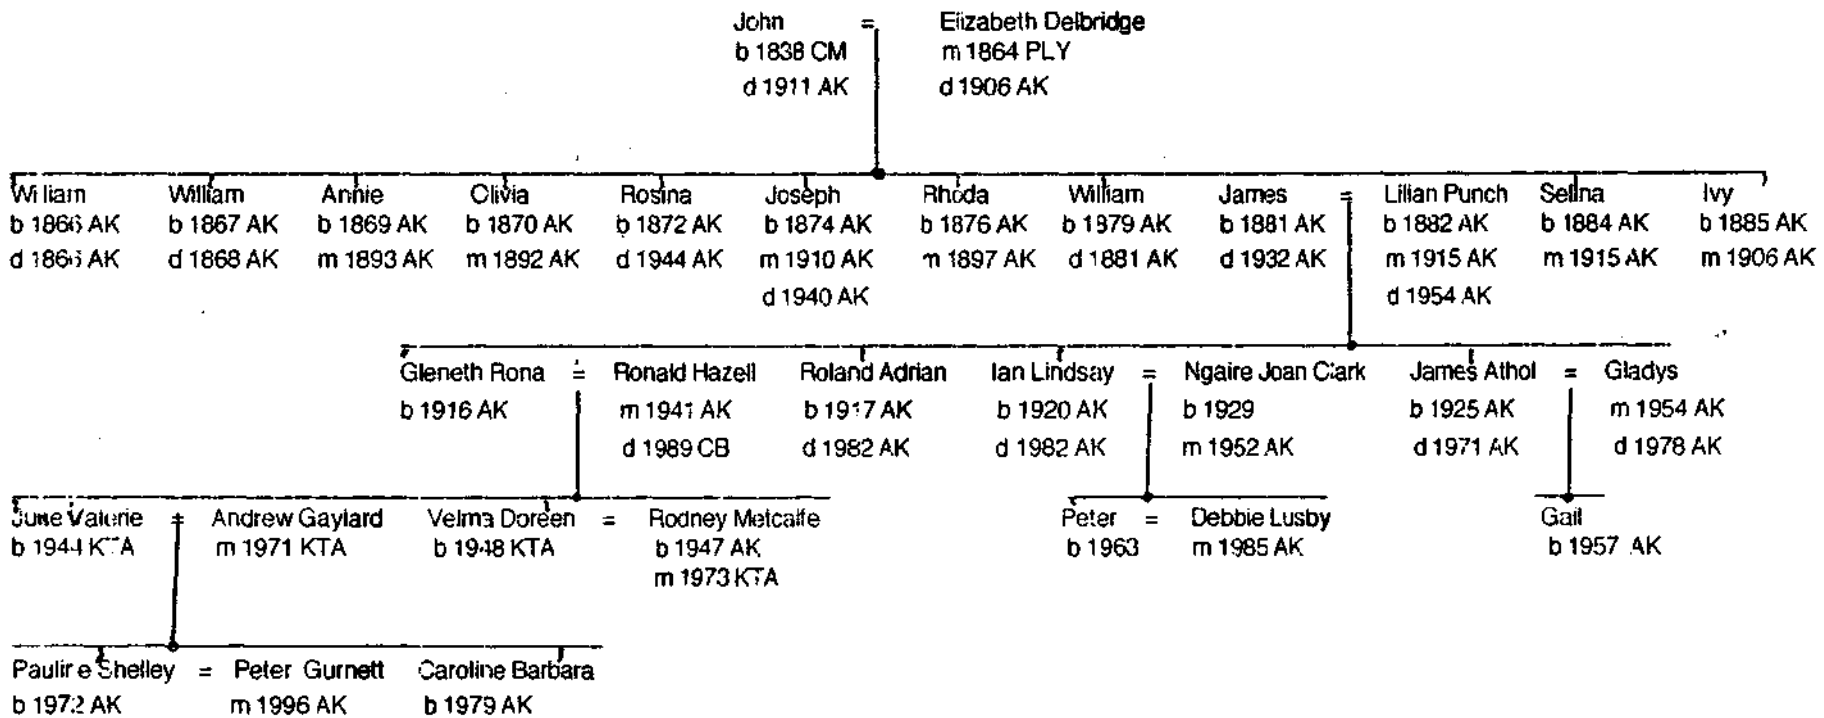 John = Elizabeth Delbridge
b 1838 CM m 1864 PLY
d 1911 AK d 1906 AK
William William Annie Olivia Rosina Joseph Rhoda William James = Lillian Punch Selina Ivy
b 1866 AK b 1867 AK b 1869 AK b 1870 AK b 1872 AK b 1874 AK b 1876 AK b 1879 AK b 1881 AK b 1882 AK b 1884 AK b 1885 AK
d 1866 AK d 1868 AK m 1893 AK m 1892 AK d 1944 AK m 1910 AK m 1897 AK d 1881 AK d 1932 AK m 1915 AK m 1915 AK m 1906 AK
d 1940 AK d 1954 AK
Gleneth Rona = Ronald Hazell Roland Adrian Ian Lindsay = Ngaire Joan Clark James Athol = Gladys
b 1916 AK m 1941 AK b 1917 AK b 1920 AK b 1929 b 1925 AK m 1954 AK
d 1989 CB d 1982 AK d 1982 AK m 1952 AK d 1971 AK d 1978 AK
June Valerie = Andrew Gaylard Velma Doreen = Rodney Metcalfe Peter = Debbie Lusby Gail
b 1944 KTA m 1971 KTA b 1948 KTA b 1947 AK b 1963 m 1985 AK b 1957 AK
m 1973 KTA
Pauline Shelley = Peter Gurnett Caroline Barbara
b 1972 AK m 1996 AK b 1979 AK